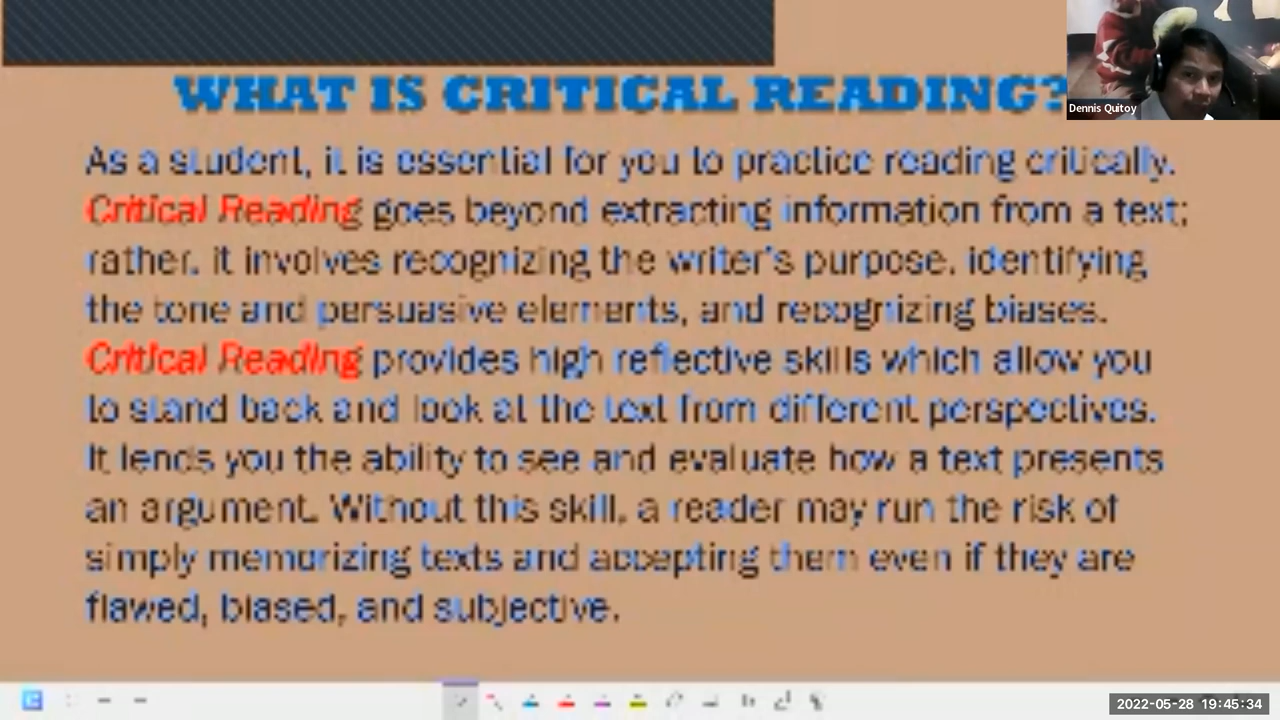 WHAT IS CRITICAL READING?
Dennis Quitoy
As a student, it is essential for you to practice reading critically.
Critical Reading goes beyond extracting information from a text;
rather, it involves recognizing the writer's purpose, identifying
the tone and persuasive elements, and recognizing biases.
Critical Reading provides high reflective skills which allow you
to stand back and look at the text from different perspectives.
It lends you the ability to see and evaluate how a text presents
an argument. Without this skill, a reader may run the risk of
simply memorizing texts and accepting them even if they are
flawed, biased, and subjective.
2022-05-28 19:45:34